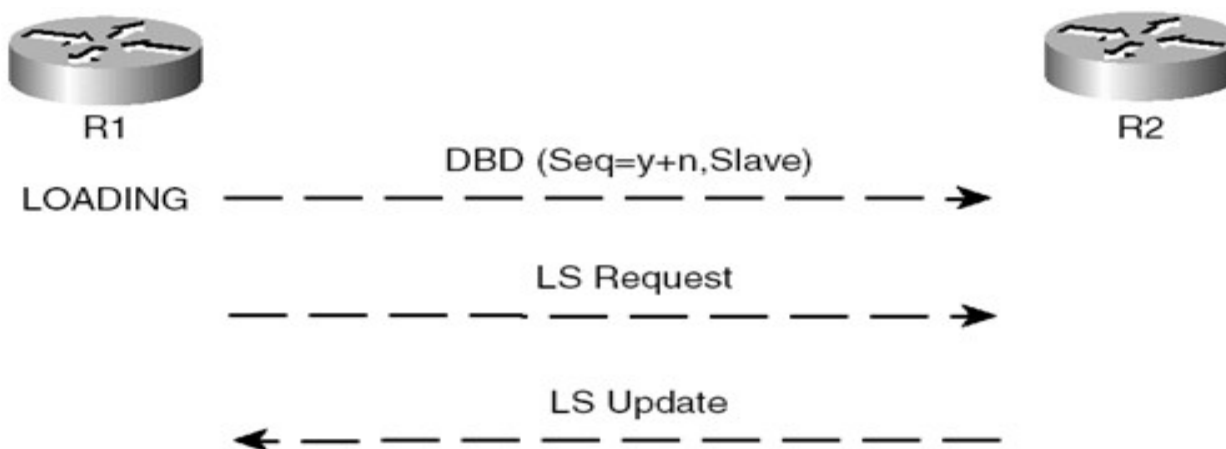 R1
R2
DBD (Seq=y+n,Slave)
LOADING
LS Request
LS Update